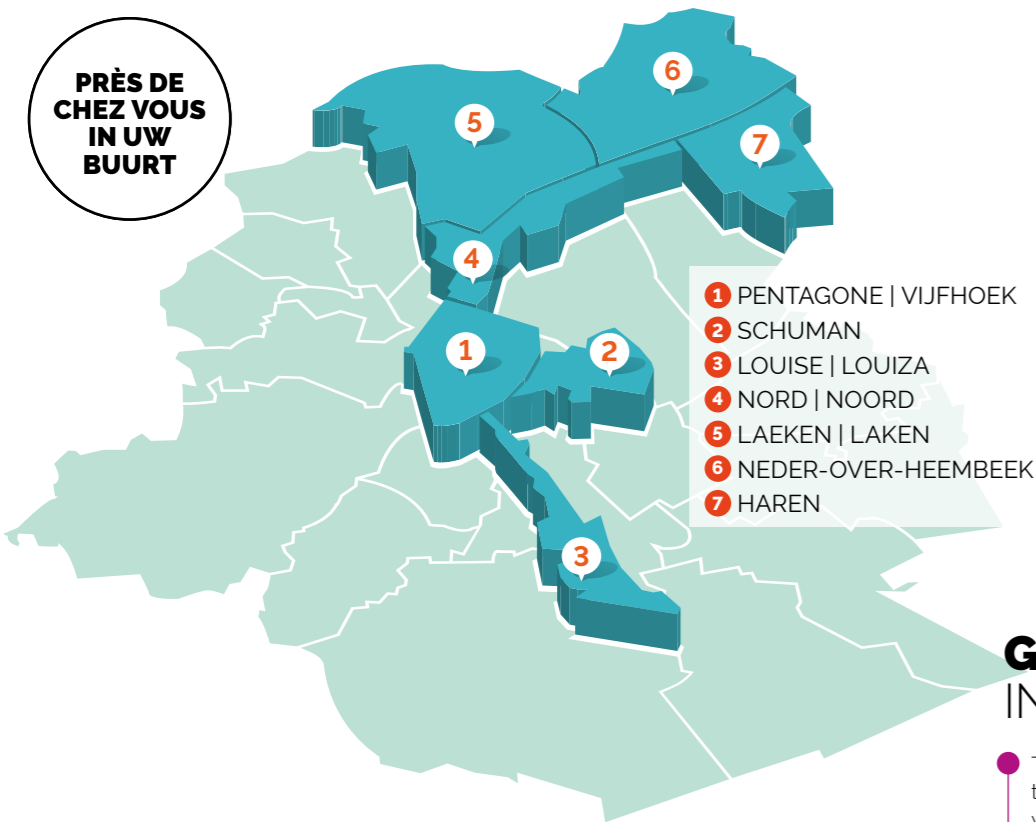 PRÈS DE
CHEZ VOUS
IN UW
BUURT
6
5
7
4
1
2
3
1 PENTAGONE | VIJFHOEK
2 SCHUMAN
3 LOUISE | LOUIZA
4 NORD | NOORD
5 LAEKEN | LAKEN
6 NEDER-OVER-HEEMBEEK
7 HAREN